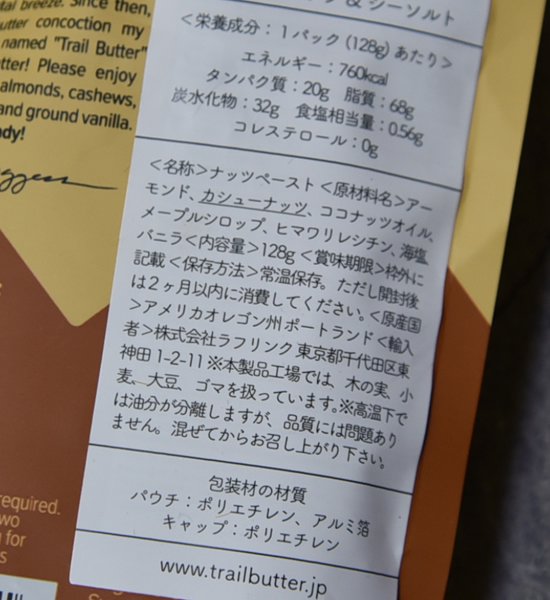 tal breeze. Since then,
utter concoction my
named "Trail Butter"
tter! Please enjoy
almonds, cashews,
and ground vanilla.
dy!
& シーソルト
<栄養成分:1パック(128g)あたり>
エネルギー:760kcal
タンパク質:20g 脂質:68g
炭水化物:32g 食塩相当量:0.56g
コレステロール:0g
<名称>ナッツペースト<原材料名>アー
モンド、カシューナッツ、ココナッツオイル、
メープルシロップ、ヒマワリレシチン、海塩、
バニラ<内容量>128g<賞味期限>枠外に
記載<保存方法>常温保存。ただし開封後
は2ヶ月以内に消費してください。<原産国
>アメリカオレゴン州ポートランド<輸入
者>株式会社ラフリンク 東京都千代田区東
神田1-2-11※本製品工場では、木の実、小
麦、大豆 ゴマを扱っています。※高温下で
は油分が分離しますが、品質には問題あり
ません。混ぜてからお召し上がり下さい。
包装材の材質
パウチ:ポリエチレン、アルミ箔
キャップ:ポリエチレン
www.trailbutter.jp
required.
two
for
s